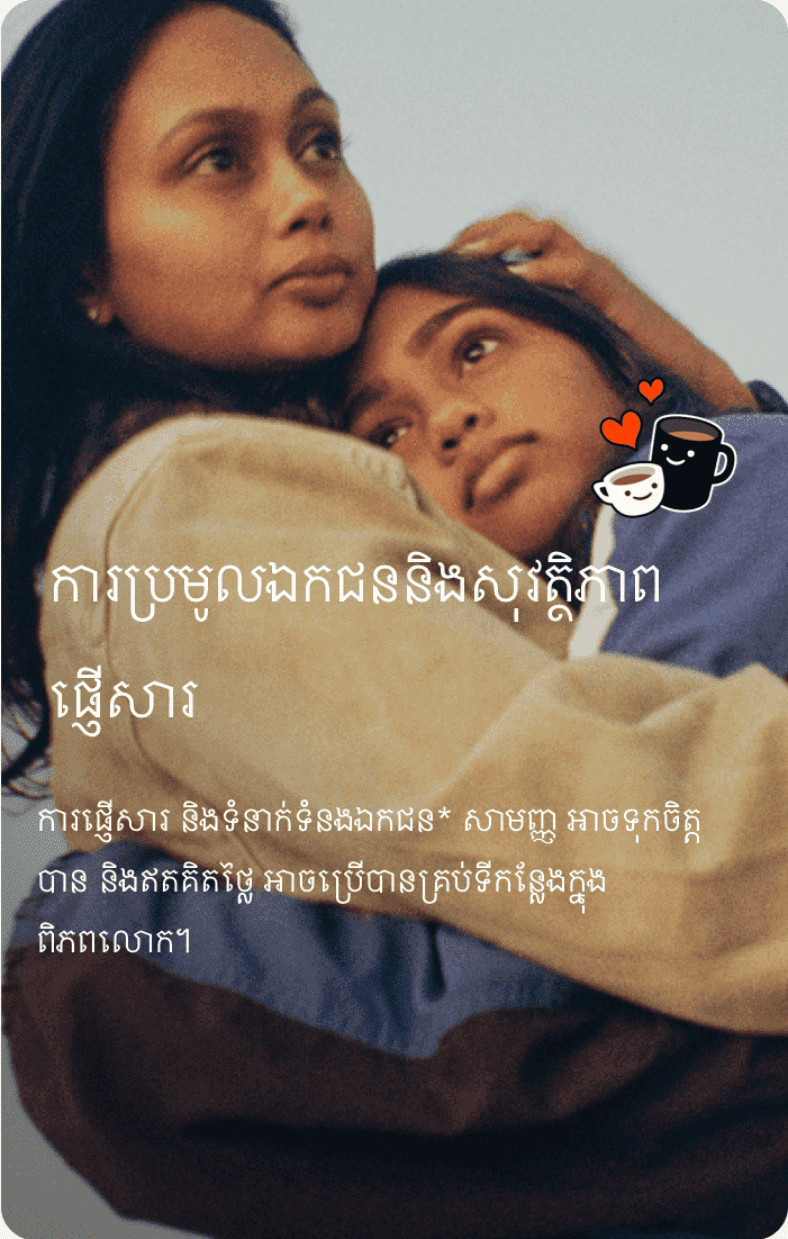 ការប្រមូលឯកជននិងសុវត្ថិភាព
ផ្ញើសារ
ការផ្ញើសារ និងទំនាក់ទំនងឯកជន* សាមញ្ញ អាចទុកចិត្ត
បាន និងឥតគិតថ្លៃ អាចប្រើបានគ្រប់ទីកន្លែងក្នុង
ពិភពលោក។